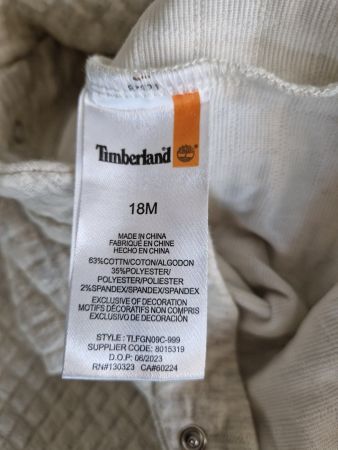 Timberland
18M
MADE IN CHINA
FABRIQUÉ EN CHINE
HECHO EN CHINA
63%COTTN/COTON/ALGODON
35%POLYESTER/
POLYESTER/POLIESTER
2%SPANDEX/SPANDEX/SPANDEX
EXCLUSIVE OF DECORATION
MOTIFS DÉCORATIFS NON COMPRIS
EXCLUSIVO DE DECORACIÓN
STYLE: TLFGN09C-999
SUPPLIER CODE: 8015319
D.O.P: 06/2023
RN#130323 CA#60224